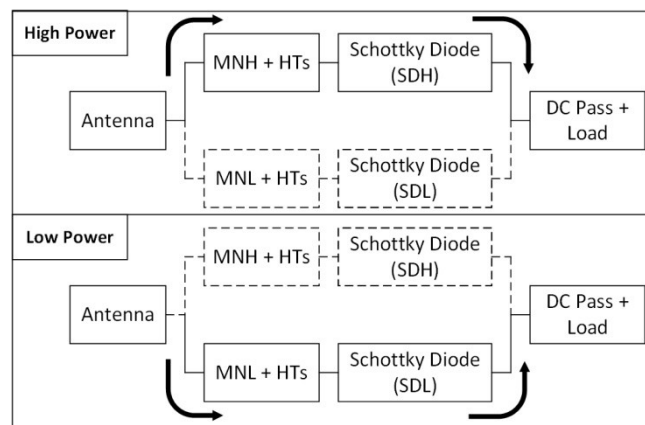 High Power
MNH + HTs
Schottky Diode
(SDH)
Antenna
DC Pass +
Load
MNL + HTs
Schottky Diode
(SDL)
Low Power
MNH + HTs
Schottky Diode
(SDH)
Antenna
DC Pass +
Load
MNL + HTs
Schottky Diode
(SDL)